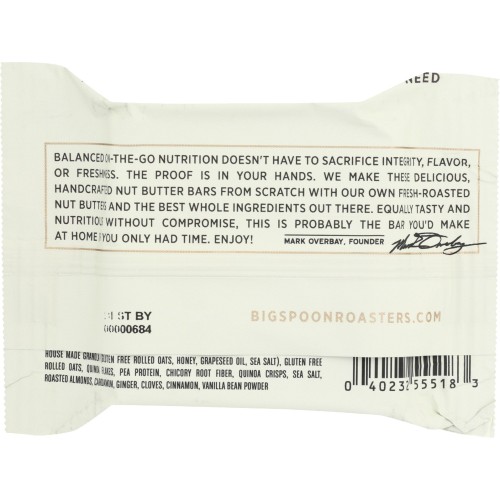 NEED
BALANCED ON-THE-GO NUTRITION DOESN'T HAVE TO SACRIFICE INTEGRITY, FLAVOR,
OR FRESHNESS. THE PROOF IS IN YOUR HANDS. WE MAKE THESE DELICIOUS,
HANDCRAFTED NUT BUTTER BARS FROM SCRATCH WITH OUR OWN FRESH-ROASTED
NUT BUTTERS AND THE BEST WHOLE INGREDIENTS OUT THERE. EQUALLY TASTY AND
NUTRITIOUS WITHOUT COMPROMISE, THIS IS PROBABLY THE BAR YOU'D MAKE
AT HOME IF YOU ONLY HAD TIME. ENJOY! MARK OVERBAY, FOUNDER Mark Overbay
ST BY
00000684
BIGSPOONROASTERS.COM
HOUSE MADE GRANOLA (GLUTEN FREE ROLLED OATS, HONEY, GRAPESEED OIL, SEA SALT), GLUTEN FREE
ROLLED OATS, QUINOA FLAKES, PEA PROTEIN, CHICORY ROOT FIBER, QUINOA CRISPS, SEA SALT,
ROASTED ALMONDS, CARDAMOM, GINGER, CLOVES, CINNAMON, VANILLA BEAN POWDER
0 40232 55518 3